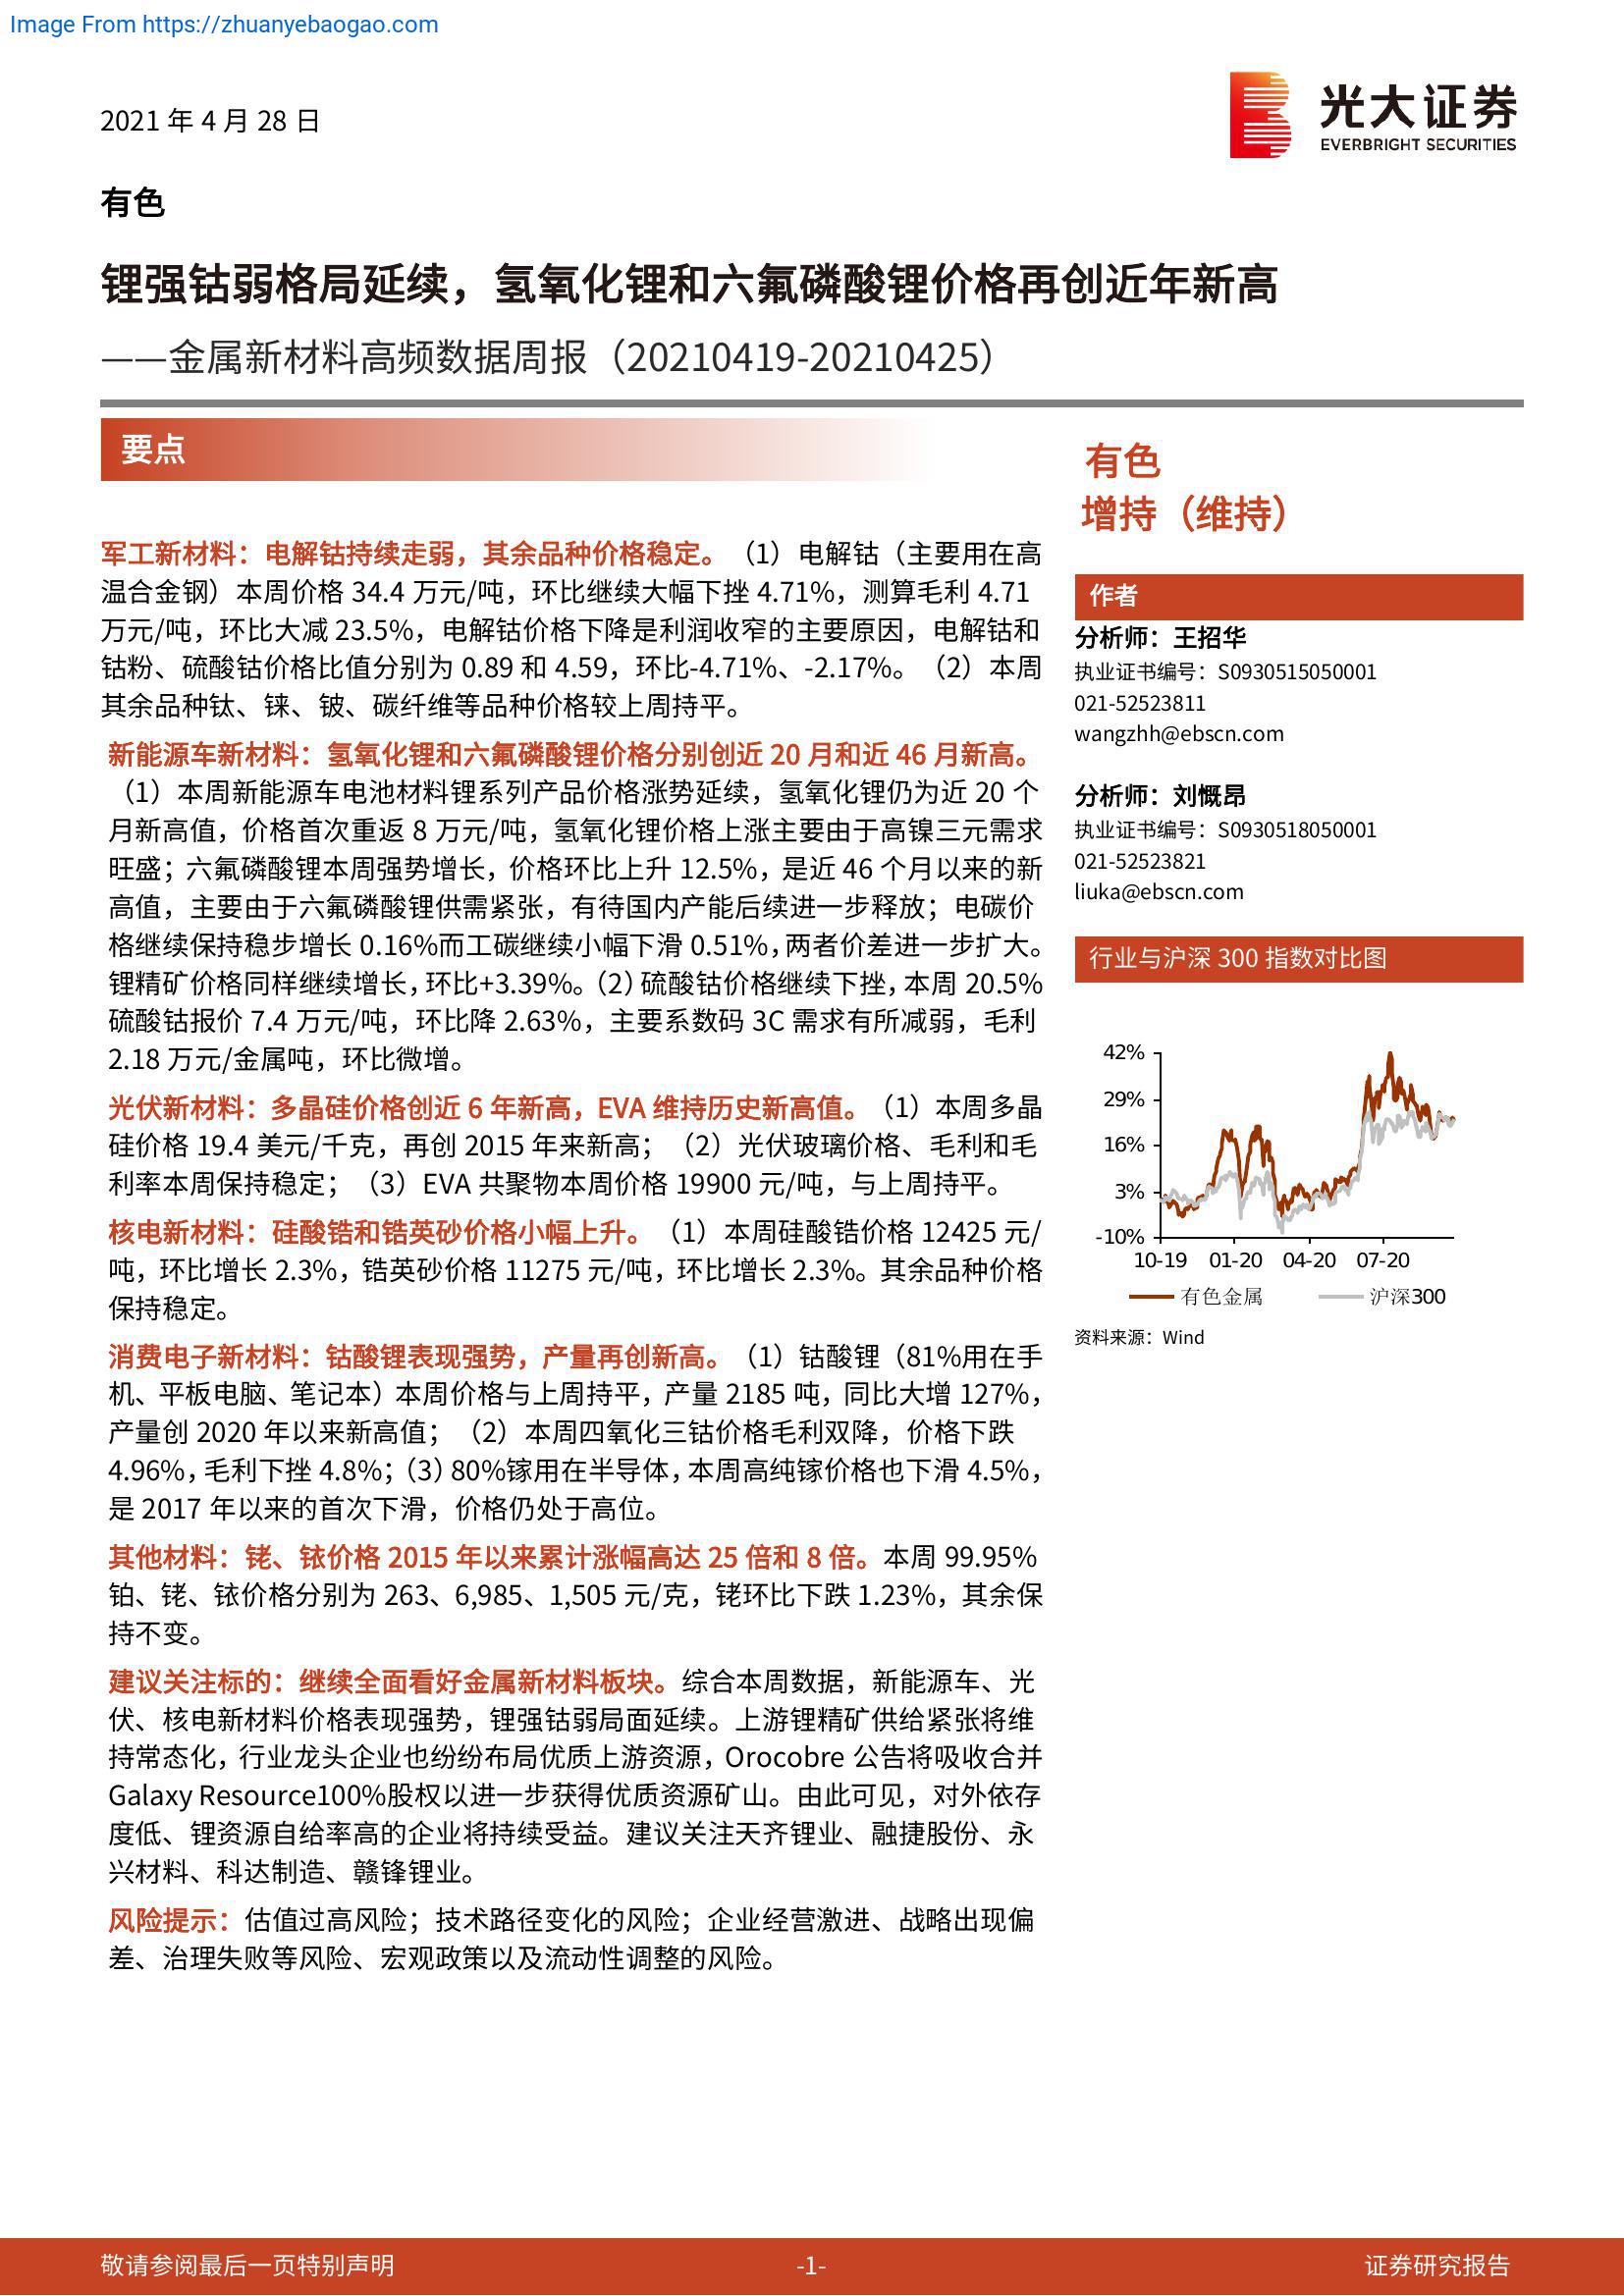 Image From https://zhuanyebaogao.com
2021 年 4 月 28 日
光大证券
EVERBRIGHT SECURITIES
有色
锂强钴弱格局延续，氢氧化锂和六氟磷酸锂价格再创近年新高
——金属新材料高频数据周报（20210419-20210425）
要点
军工新材料：电解钴持续走弱，其余品种价格稳定。（1）电解钴（主要用在高
温合金钢）本周价格 34.4 万元/吨，环比继续大幅下挫 4.71%，测算毛利 4.71
万元/吨，环比大减 23.5%，电解钴价格下降是利润收窄的主要原因，电解钴和
钴粉、硫酸钴价格比值分别为 0.89 和 4.59，环比-4.71%、-2.17%。（2）本周
其余品种钛、铼、铍、碳纤维等品种价格较上周持平。
新能源车新材料：氢氧化锂和六氟磷酸锂价格分别创近 20 月和近 46 月新高。
（1）本周新能源车电池材料锂系列产品价格涨势延续，氢氧化锂仍为近 20 个
月新高值，价格首次重返 8 万元/吨，氢氧化锂价格上涨主要由于高镍三元需求
旺盛；六氟磷酸锂本周强势增长，价格环比上升 12.5%，是近 46 个月以来的新
高值，主要由于六氟磷酸锂供需紧张，有待国内产能后续进一步释放；电碳价
格继续保持稳步增长 0.16%而工碳继续小幅下滑 0.51%，两者价差进一步扩大。
锂精矿价格同样继续增长，环比+3.39%。（2）硫酸钴价格继续下挫，本周 20.5%
硫酸钴报价 7.4 万元/吨，环比降 2.63%，主要系数码 3C 需求有所减弱，毛利
2.18 万元/金属吨，环比微增。
光伏新材料：多晶硅价格创近 6 年新高，EVA 维持历史新高值。（1）本周多晶
硅价格 19.4 美元/千克，再创 2015 年来新高；（2）光伏玻璃价格、毛利和毛
利率本周保持稳定；（3）EVA 共聚物本周价格 19900 元/吨，与上周持平。
核电新材料：硅酸锆和锆英砂价格小幅上升。（1）本周硅酸锆价格 12425 元/
吨，环比增长 2.3%，锆英砂价格 11275 元/吨，环比增长 2.3%。其余品种价格
保持稳定。
消费电子新材料：钴酸锂表现强势，产量再创新高。（1）钴酸锂（81%用在手
机、平板电脑、笔记本）本周价格与上周持平，产量 2185 吨，同比大增 127%，
产量创 2020 年以来新高值；（2）本周四氧化三钴价格毛利双降，价格下跌
4.96%，毛利下挫 4.8%；（3）80%镓用在半导体，本周高纯镓价格也下滑 4.5%，
是 2017 年以来的首次下滑，价格仍处于高位。
其他材料：铑、铱价格 2015 年以来累计涨幅高达 25 倍和 8 倍。本周 99.95%
铂、铑、铱价格分别为 263、6,985、1,505 元/克，铑环比下跌 1.23%，其余保
持不变。
建议关注标的：继续全面看好金属新材料板块。综合本周数据，新能源车、光
伏、核电新材料价格表现强势，锂强钴弱局面延续。上游锂精矿供给紧张将维
持常态化，行业龙头企业也纷纷布局优质上游资源，Orocobre 公告将吸收合并
Galaxy Resource100%股权以进一步获得优质资源矿山。由此可见，对外依存
度低、锂资源自给率高的企业将持续受益。建议关注天齐锂业、融捷股份、永
兴材料、科达制造、赣锋锂业。
风险提示：估值过高风险；技术路径变化的风险；企业经营激进、战略出现偏
差、治理失败等风险、宏观政策以及流动性调整的风险。
有色
增持（维持）
作者
分析师：王招华
执业证书编号：S0930515050001
021-52523811
wangzhh@ebscn.com
分析师：刘慨昂
执业证书编号：S0930518050001
021-52523821
liuka@ebscn.com
行业与沪深 300 指数对比图
42%
29%
16%
3%
-10%
10-19 01-20 04-20 07-20
有色金属 沪深300
资料来源：Wind
敬请参阅最后一页特别声明 -1- 证券研究报告